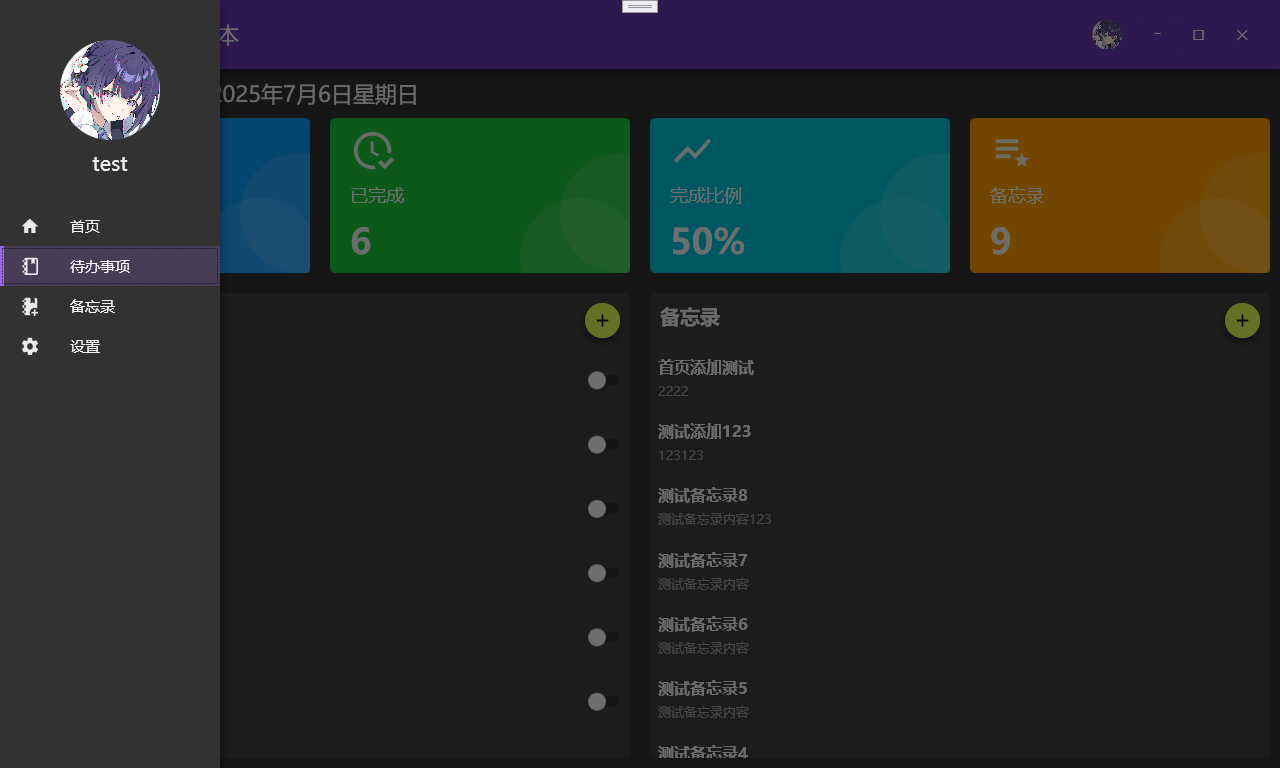 本
test
首页
待办事项
备忘录
设置
2025年7月6日星期日
已完成
6
完成比例
50%
备忘录
9
备忘录
首页添加测试
2222
测试添加123
123123
测试备忘录8
测试备忘录内容123
测试备忘录7
测试备忘录内容
测试备忘录6
测试备忘录内容
测试备忘录5
测试备忘录内容
测试备忘录4